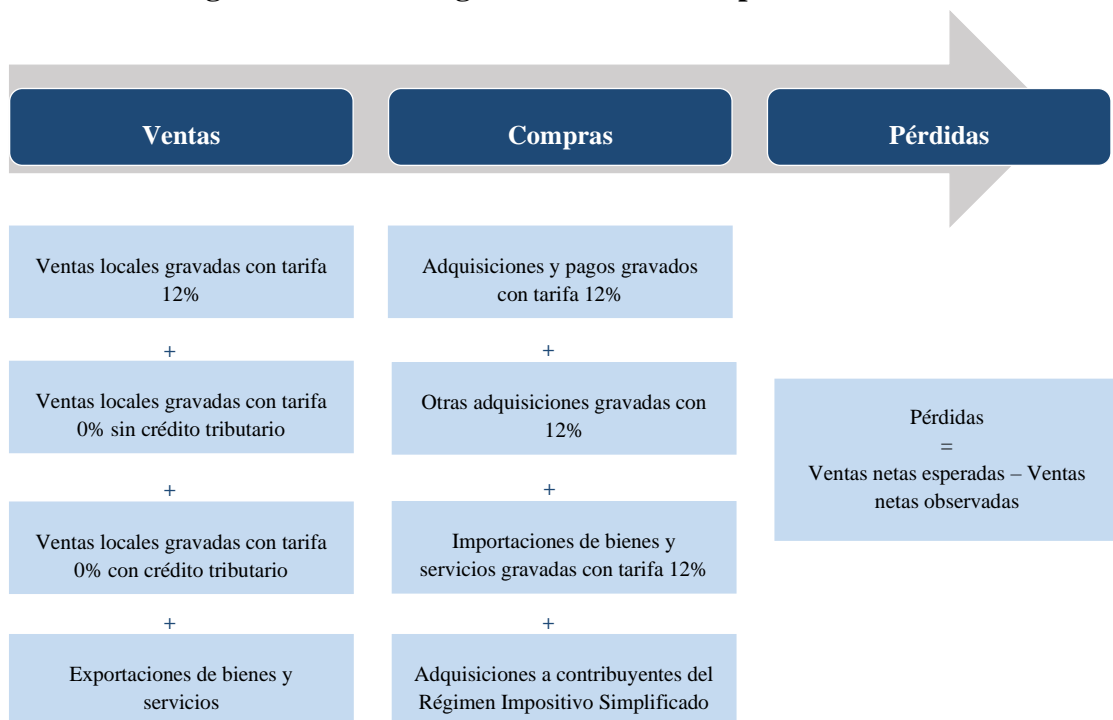 Ventas
Compras
Pérdidas
Ventas locales gravadas con tarifa
12%
+
Ventas locales gravadas con tarifa
0% sin crédito tributario
+
Ventas locales gravadas con tarifa
0% con crédito tributario
+
Exportaciones de bienes y
servicios
Adquisiciones y pagos gravados
con tarifa 12%
+
Otras adquisiciones gravadas con
12%
+
Importaciones de bienes y
servicios gravadas con tarifa 12%
+
Adquisiciones a contribuyentes del
Régimen Impositivo Simplificado
Pérdidas
=
Ventas netas esperadas – Ventas
netas observadas